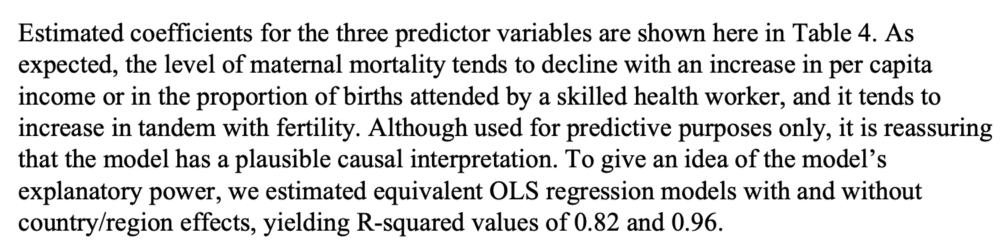 Estimated coefficients for the three predictor variables are shown here in Table 4. As
expected, the level of maternal mortality tends to decline with an increase in per capita
income or in the proportion of births attended by a skilled health worker, and it tends to
increase in tandem with fertility. Although used for predictive purposes only, it is reassuring
that the model has a plausible causal interpretation. To give an idea of the model’s
explanatory power, we estimated equivalent OLS regression models with and without
country/region effects, yielding R-squared values of 0.82 and 0.96.